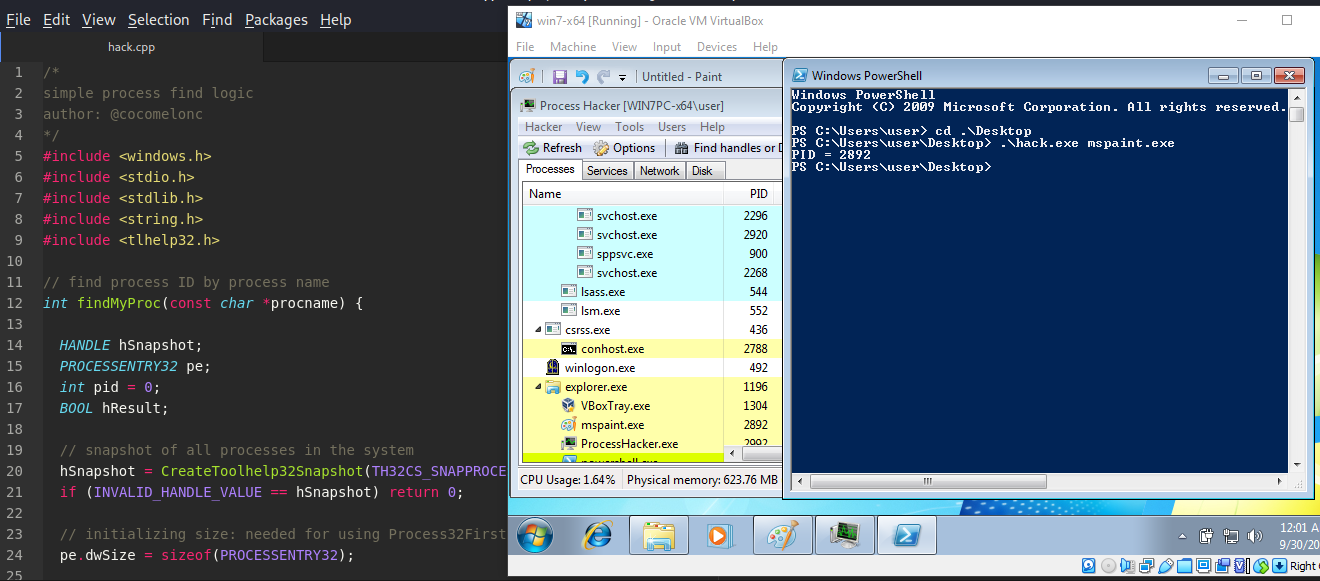 File Edit View Selection Find Packages Help
hack.cpp
1 /*
2 simple process find logic
3 author: @cocomelonc
4 */
5 #include <windows.h>
6 #include <stdio.h>
7 #include <stdlib.h>
8 #include <string.h>
9 #include <tlhelp32.h>
10
11 // find process ID by process name
12 int findMyProc(const char *procname) {
13
14 HANDLE hSnapshot;
15 PROCESSENTRY32 pe;
16 int pid = 0;
17 BOOL hResult;
18
19 // snapshot of all processes in the system
20 hSnapshot = CreateToolhelp32Snapshot(TH32CS_SNAPPROCE
21 if (INVALID_HANDLE_VALUE == hSnapshot) return 0;
22
23 // initializing size: needed for using Process32First
24 pe.dwSize = sizeof(PROCESSENTRY32);
25
win7-x64 [Running] - Oracle VM VirtualBox
File Machine View Input Devices Help
Untitled - Paint
Process Hacker [WIN7PC-x64\user]
Hacker View Tools Users Help
Refresh Options Find handles or D
Processes Services Network Disk
Name PID
svchost.exe 2296
svchost.exe 2920
sppsvc.exe 900
svchost.exe 2268
lsass.exe 544
lsm.exe 552
csrss.exe 436
conhost.exe 2788
winlogon.exe 492
explorer.exe 1196
VBoxTray.exe 1304
mspaint.exe 2892
ProcessHacker.exe 2992
powershell.exe
CPU Usage: 1.64% Physical memory: 623.76 MB
Windows PowerShell
Windows PowerShell
Copyright (C) 2009 Microsoft Corporation. All rights reserved.
PS C:\Users\user> cd .\Desktop
PS C:\Users\user\Desktop> .\hack.exe mspaint.exe
PID = 2892
PS C:\Users\user\Desktop>
12:01 A
9/30/20
Right